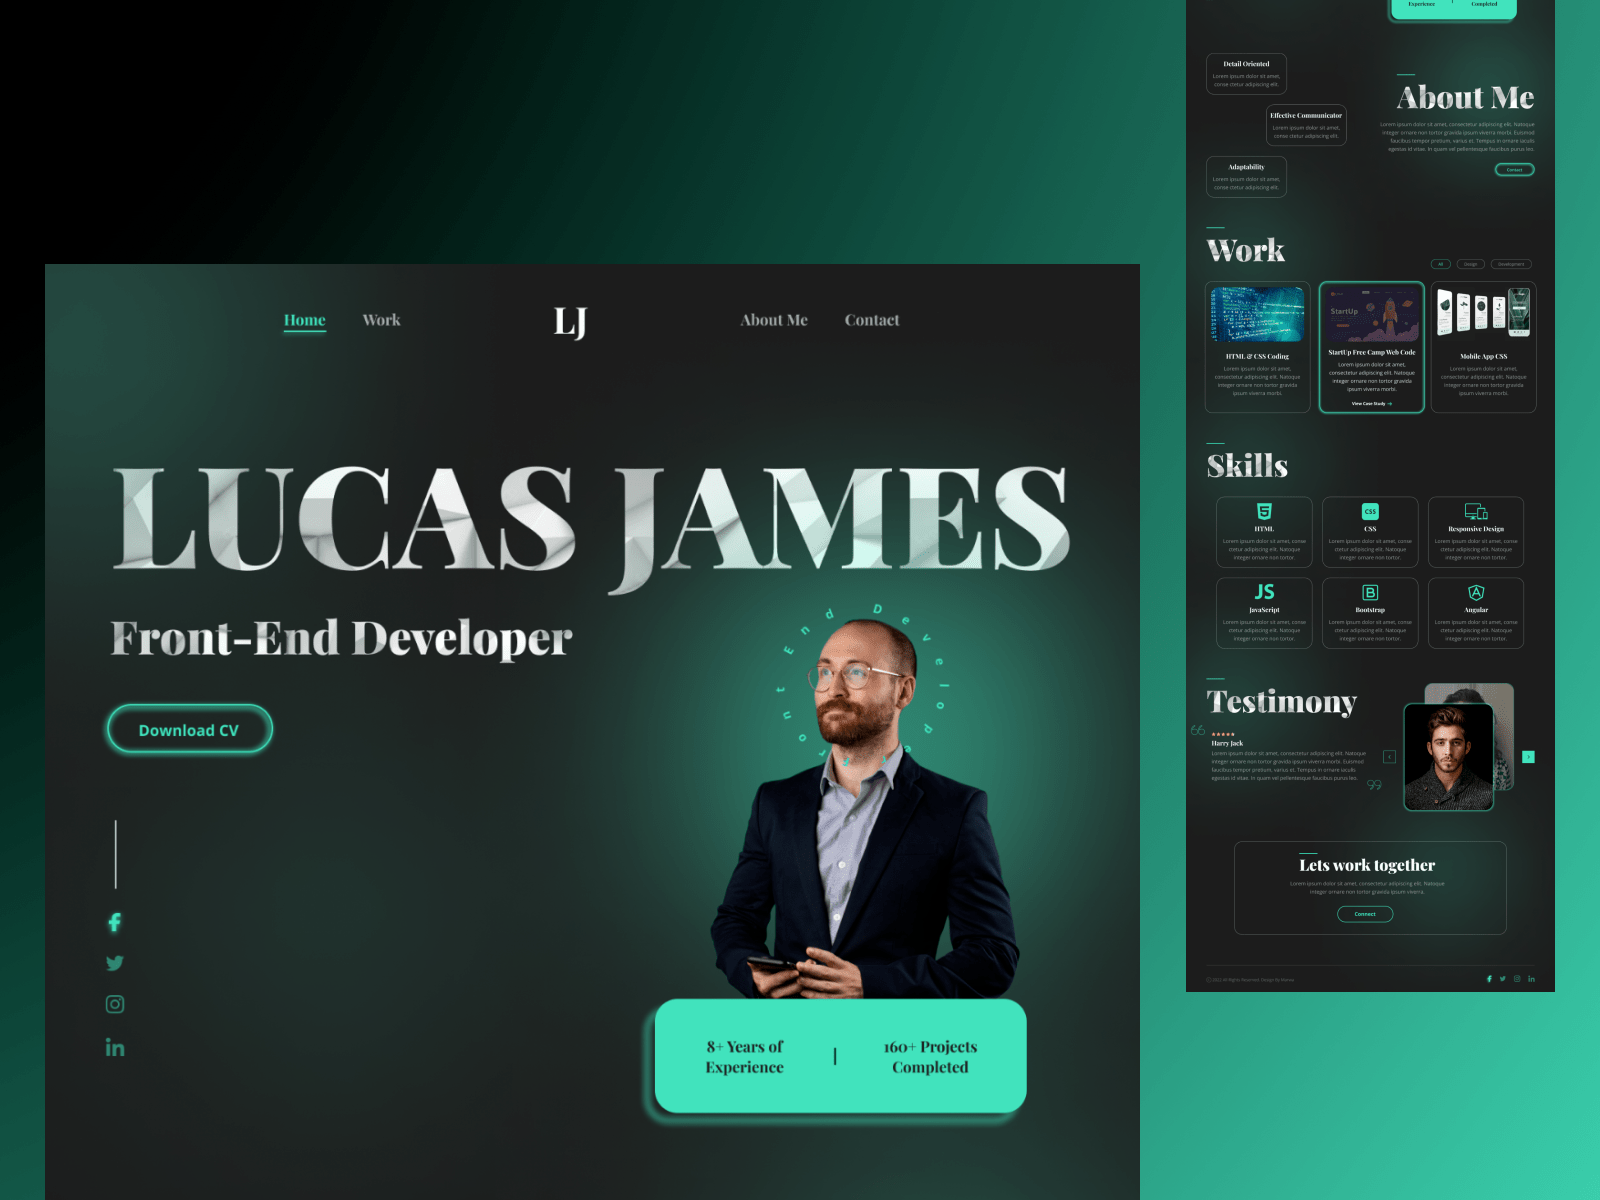 Home
Work
LJ
About Me
Contact
LUCAS JAMES
Front-End Developer
Download CV
Front End Developer
8+ Years of
Experience
160+ Projects
Completed
Experience
Completed
Detail Oriented
Lorem ipsum dolor sit amet,
conse ctetur adipiscing elit.
Effective Communicator
Lorem ipsum dolor sit amet,
conse ctetur adipiscing elit.
Adaptability
Lorem ipsum dolor sit amet,
conse ctetur adipiscing elit.
About Me
Lorem ipsum dolor sit amet, consectetur adipiscing elit. Natoque
integer ornare non tortor gravida ipsum viverra morbi. Euismod
faucibus tempor pretium, varius et. Tempus in ornare iaculis
egestas id vitae. In quam vel pellentesque faucibus purus leo.
Contact
Work
All
Design
Development
StartUp
HTML & CSS Coding
Lorem ipsum dolor sit amet,
consectetur adipiscing elit. Natoque
integer ornare non tortor gravida
ipsum viverra morbi.
StartUp Free Camp Web Code
Lorem ipsum dolor sit amet,
consectetur adipiscing elit. Natoque
integer ornare non tortor gravida
ipsum viverra morbi.
View Case Study →
Mobile App CSS
Lorem ipsum dolor sit amet,
consectetur adipiscing elit. Natoque
integer ornare non tortor gravida
ipsum viverra morbi.
Skills
HTML
Lorem ipsum dolor sit amet, conse
ctetur adipiscing elit. Natoque
integer ornare non tortor.
CSS
CSS
Lorem ipsum dolor sit amet, conse
ctetur adipiscing elit. Natoque
integer ornare non tortor.
Responsive Design
Lorem ipsum dolor sit amet, conse
ctetur adipiscing elit. Natoque
integer ornare non tortor.
JS
JavaScript
Lorem ipsum dolor sit amet, conse
ctetur adipiscing elit. Natoque
integer ornare non tortor.
B
Bootstrap
Lorem ipsum dolor sit amet, conse
ctetur adipiscing elit. Natoque
integer ornare non tortor.
A
Angular
Lorem ipsum dolor sit amet, conse
ctetur adipiscing elit. Natoque
integer ornare non tortor.
Testimony
Harry Jack
Lorem ipsum dolor sit amet, consectetur adipiscing elit. Natoque
integer ornare non tortor gravida ipsum viverra morbi. Euismod
faucibus tempor pretium, varius et. Tempus in ornare iaculis
egestas id vitae. In quam vel pellentesque faucibus purus leo.
Lets work together
Lorem ipsum dolor sit amet, consectetur adipiscing elit. Natoque
integer ornare non tortor gravida ipsum viverra.
Connect
All Rights Reserved Design By